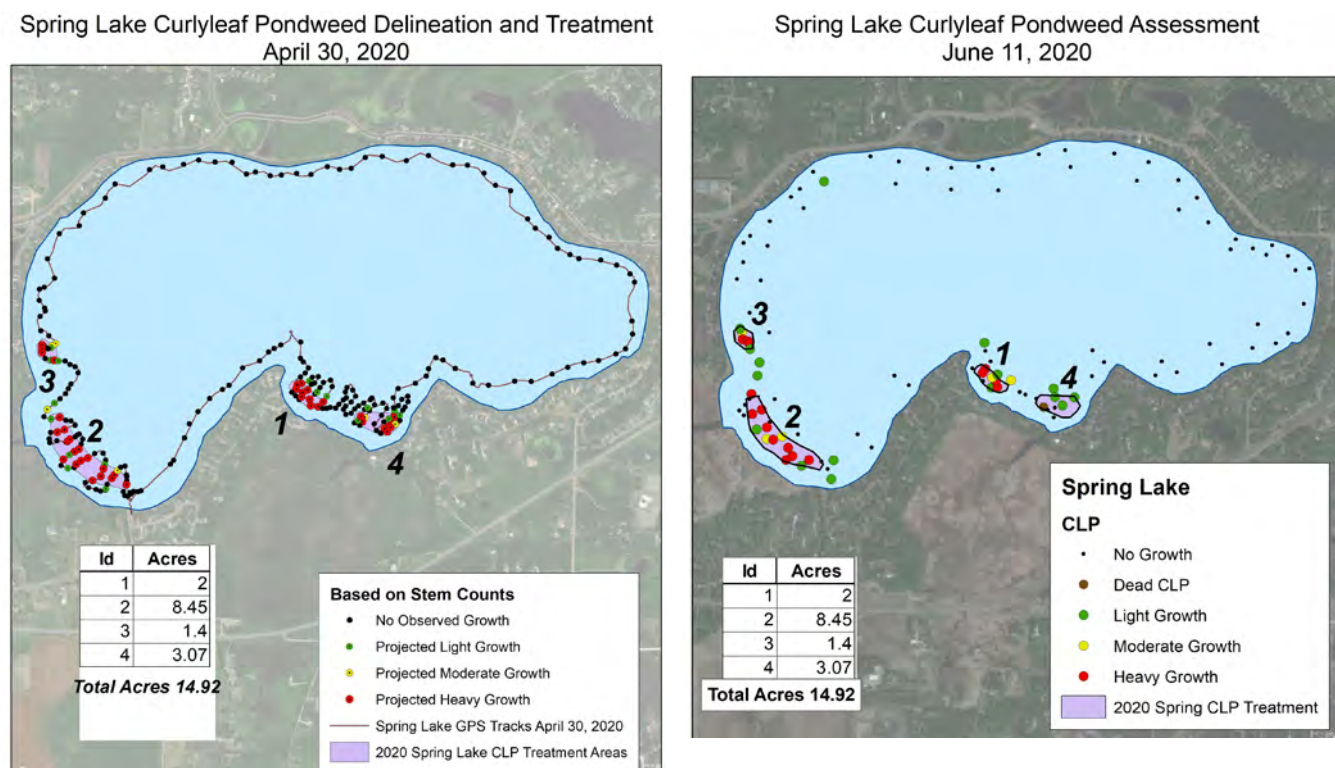 Spring Lake Curlyleaf Pondweed Delineation and Treatment
April 30, 2020
3
2
1
4
Id Acres
1 2
2 8.45
3 1.4
4 3.07
Total Acres 14.92
Based on Stem Counts
No Observed Growth
Projected Light Growth
Projected Moderate Growth
Projected Heavy Growth
Spring Lake GPS Tracks April 30, 2020
2020 Spring Lake CLP Treatment Areas
Spring Lake Curlyleaf Pondweed Assessment
June 11, 2020
3
1
4
2
Id Acres
1 2
2 8.45
3 1.4
4 3.07
Total Acres 14.92
Spring Lake
CLP
No Growth
Dead CLP
Light Growth
Moderate Growth
Heavy Growth
2020 Spring CLP Treatment